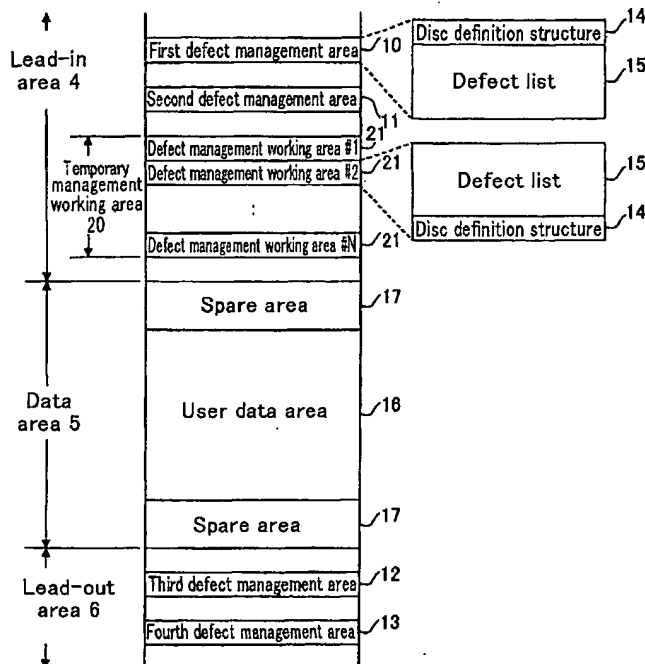 Lead-in
area 4
First defect management area
10
Disc definition structure
14
Defect list
15
Second defect management area
11
Temporary
management
working area
20
Defect management working area #1
21
Defect management working area #2
21
:
Defect management working area #N
21
Defect list
15
Disc definition structure
14
Data
area 5
Spare area
17
User data area
16
Spare area
17
Lead-out
area 6
Third defect management area
12
Fourth defect management area
13